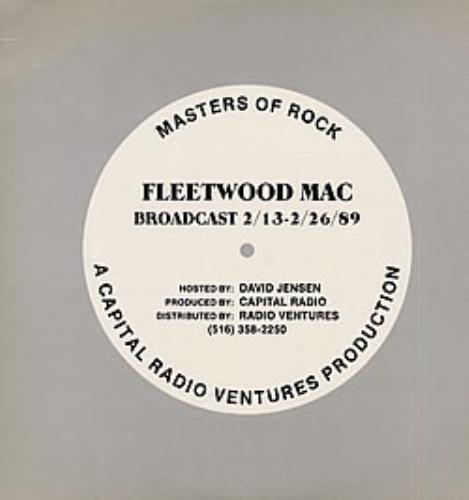 MASTERS OF ROCK
FLEETWOOD MAC
BROADCAST 2/13-2/26/89
HOSTED BY: DAVID JENSEN
PRODUCED BY: CAPITAL RADIO
DISTRIBUTED BY: RADIO VENTURES
(516) 358-2250
A CAPITAL RADIO VENTURES PRODUCTION